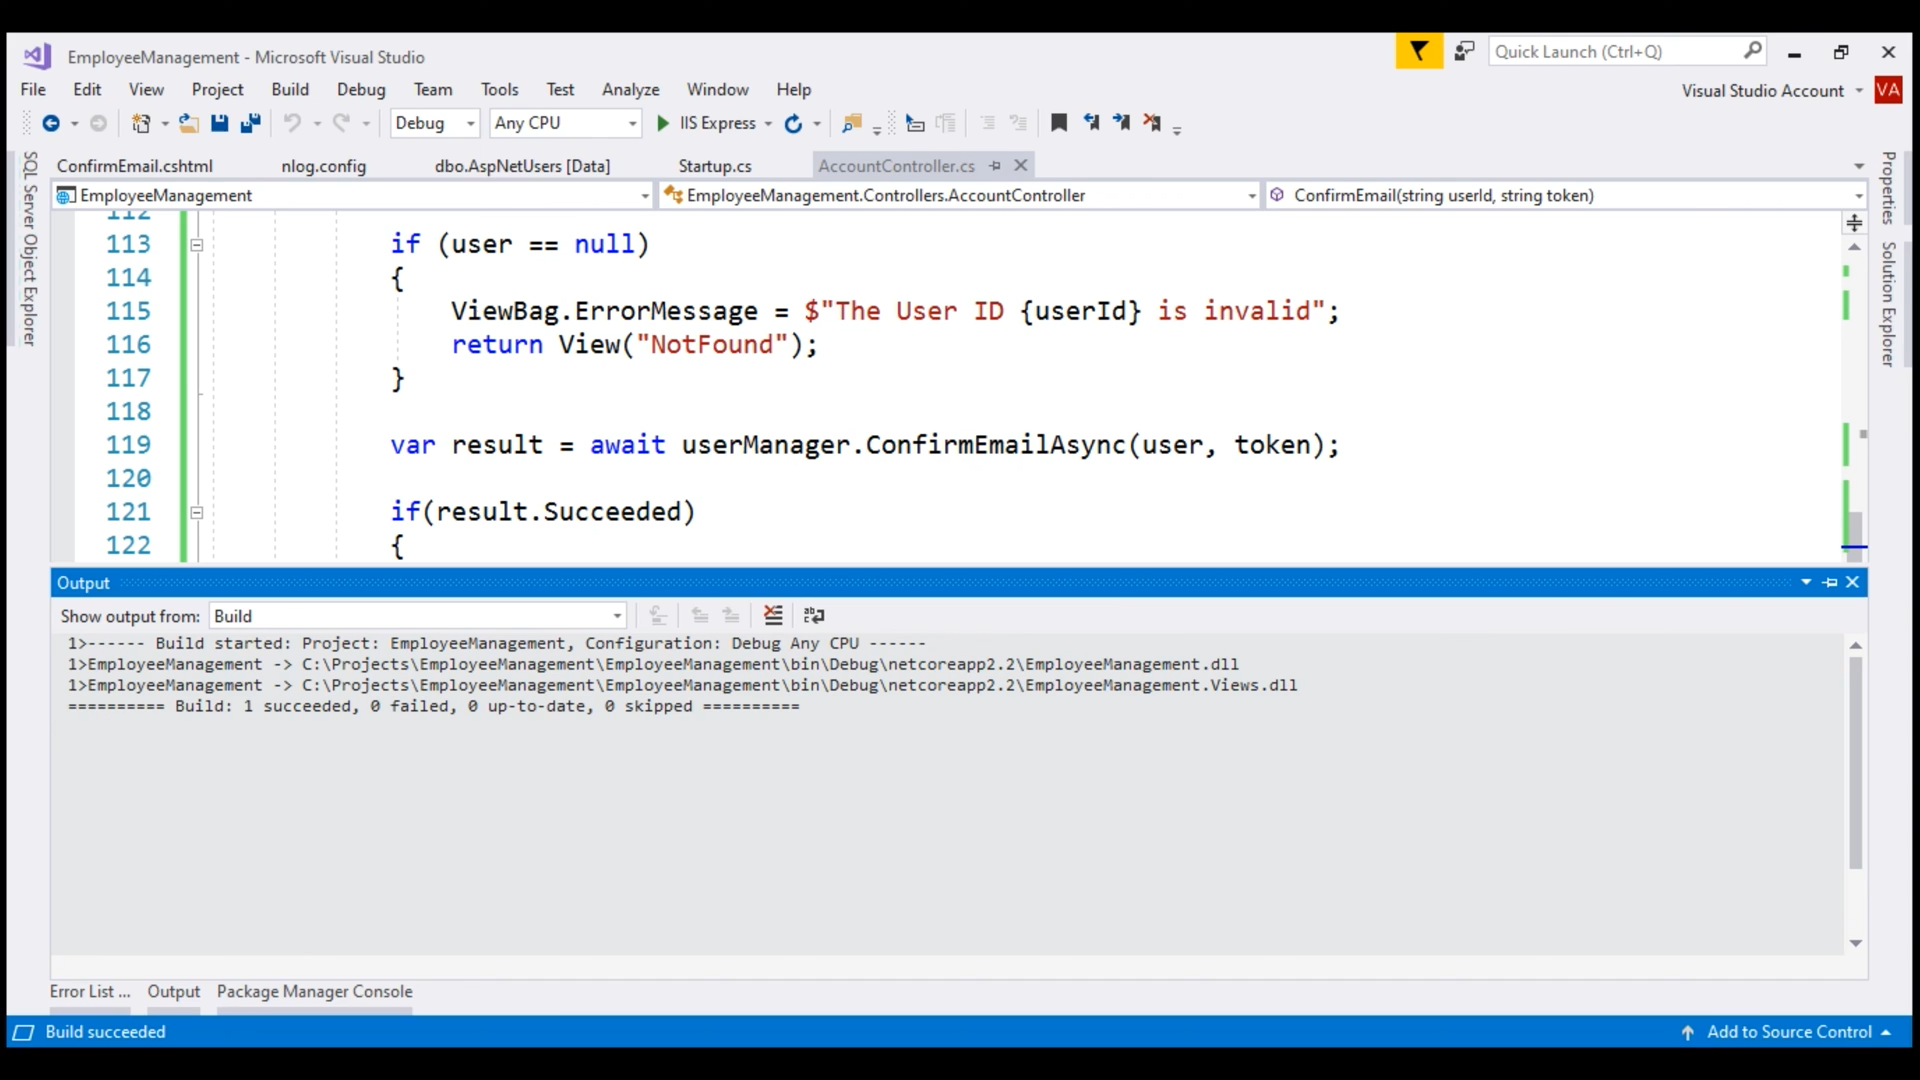 EmployeeManagement - Microsoft Visual Studio
Quick Launch (Ctrl+Q)
File Edit View Project Build Debug Team Tools Test Analyze Window Help
Visual Studio Account VA
Debug Any CPU IIS Express
ConfirmEmail.cshtml nlog.config dbo.AspNetUsers [Data] Startup.cs AccountController.cs
EmployeeManagement EmployeeManagement.Controllers.AccountController ConfirmEmail(string userId, string token)
SQL Server Object Explorer
Properties
Solution Explorer
112
113 if (user == null)
114 {
115 ViewBag.ErrorMessage = $"The User ID {userId} is invalid";
116 return View("NotFound");
117 }
118
119 var result = await userManager.ConfirmEmailAsync(user, token);
120
121 if(result.Succeeded)
122 {
Output
Show output from: Build
1>------ Build started: Project: EmployeeManagement, Configuration: Debug Any CPU ------
1>EmployeeManagement -> C:\Projects\EmployeeManagement\EmployeeManagement\bin\Debug\netcoreapp2.2\EmployeeManagement.dll
1>EmployeeManagement -> C:\Projects\EmployeeManagement\EmployeeManagement\bin\Debug\netcoreapp2.2\EmployeeManagement.Views.dll
========== Build: 1 succeeded, 0 failed, 0 up-to-date, 0 skipped ==========
Error List ... Output Package Manager Console
Build succeeded
Add to Source Control